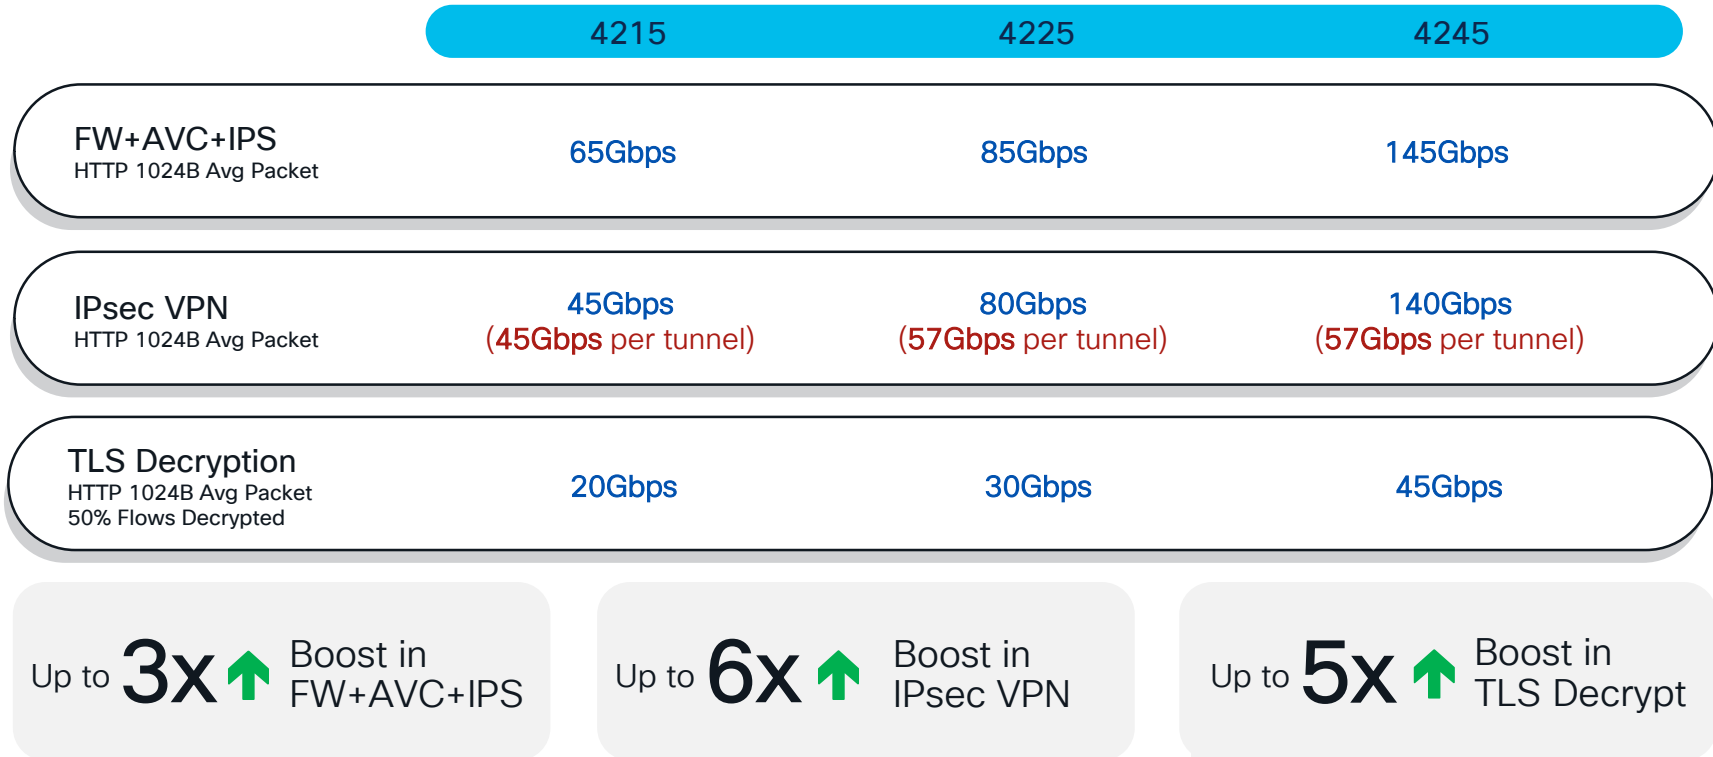 4215 4225 4245
FW+AVC+IPS
HTTP 1024B Avg Packet
65Gbps 85Gbps 145Gbps
IPsec VPN
HTTP 1024B Avg Packet
45Gbps 80Gbps 140Gbps
(45Gbps per tunnel) (57Gbps per tunnel) (57Gbps per tunnel)
TLS Decryption
HTTP 1024B Avg Packet
50% Flows Decrypted
20Gbps 30Gbps 45Gbps
Up to 3x Boost in
FW+AVC+IPS
Up to 6x Boost in
IPsec VPN
Up to 5x Boost in
TLS Decrypt